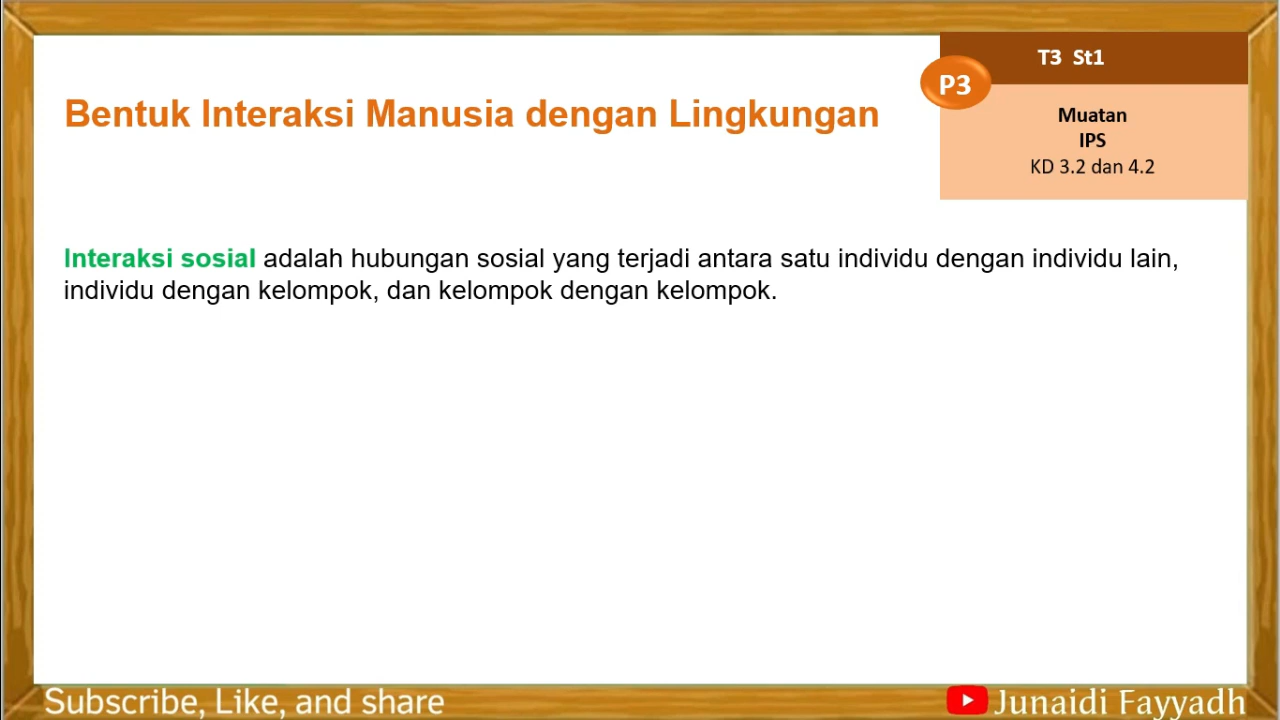 T3 St1
P3
Bentuk Interaksi Manusia dengan Lingkungan
Muatan
IPS
KD 3.2 dan 4.2
Interaksi sosial adalah hubungan sosial yang terjadi antara satu individu dengan individu lain,
individu dengan kelompok, dan kelompok dengan kelompok.
Subscribe, Like, and share
Junaidi Fayyadh